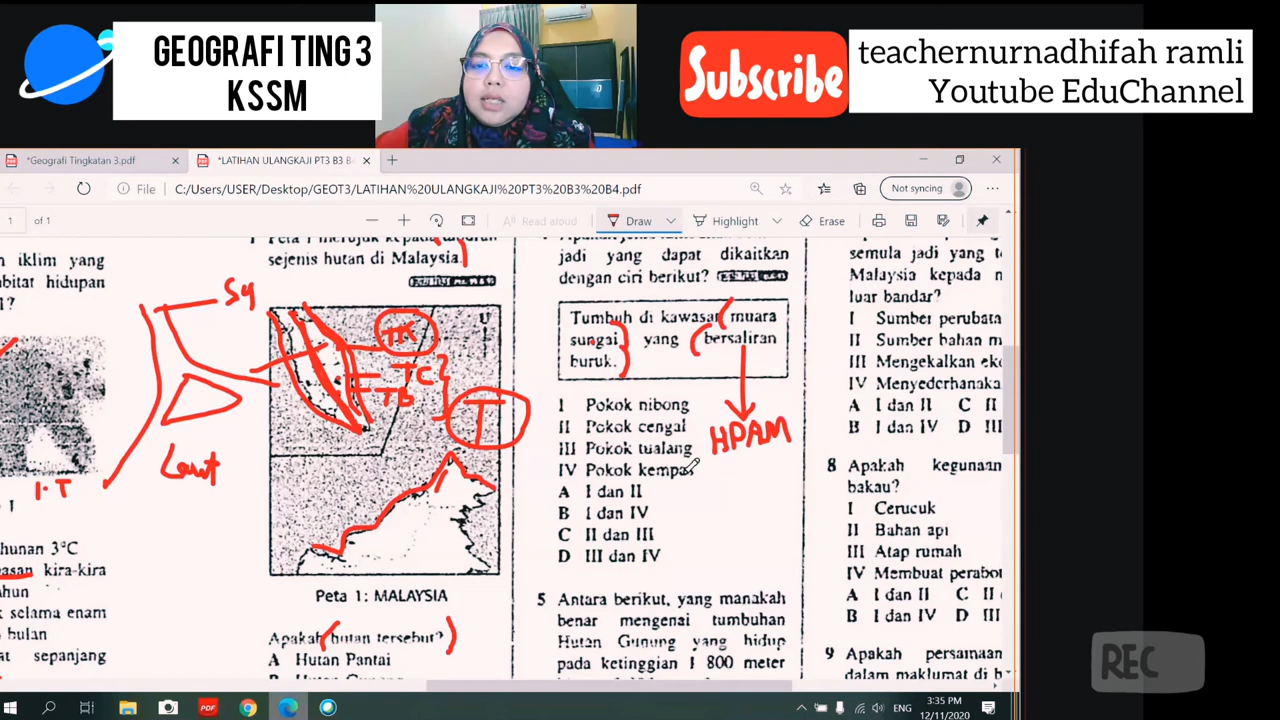 GEOGRAFI TING 3
KSSM
Subscribe
teachernurnadhifah ramli
Youtube EduChannel
*Geografi Tingkatan 3.pdf
*LATIHAN ULANGKAJI PT3 B3 B4
File
C:/Users/USER/Desktop/GEOT3/LATIHAN%20ULANGKAJI%20PT3%20B3%20B4.pdf
Not syncing
1
of 1
Read aloud
Draw
Highlight
Erase
n iklim yang
bitat hidupan
1?
I.T
hunan 3°C
asan kira-kira
hun
k selama enam
bulan
at sepanjang
sejenis hutan di Malaysia.
Sg
Laut
TK
TC
TB
T
U
Peta 1: MALAYSIA
Apakah hutan tersebut?
A Hutan Pantai
jadi yang dapat dikaitkan
dengan ciri berikut?
Tumbuh di kawasan muara
sungai yang bersaliran
buruk.
HPAM
I Pokok nibong
II Pokok cengal
III Pokok tualang
IV Pokok kempas
A I dan II
B I dan IV
C II dan III
D III dan IV
5 Antara berikut, yang manakah
benar mengenai tumbuhan
Hutan Gunung yang hidup
pada ketinggian 1 800 meter
semula jadi yang t
Malaysia kepada
luar bandar?
I Sumber perubata
II Sumber bahan m
III Mengekalkan eko
IV Menyederhanaka
A I dan II C II
B I dan IV D III
8 Apakah kegunaan
bakau?
I Cerucuk
II Bahan api
III Atap rumah
IV Membuat perabo
A I dan II C II
B I dan IV D III
9 Apakah persamaan
dalam maklumat di b
REC
ENG
3:35 PM
12/11/2020